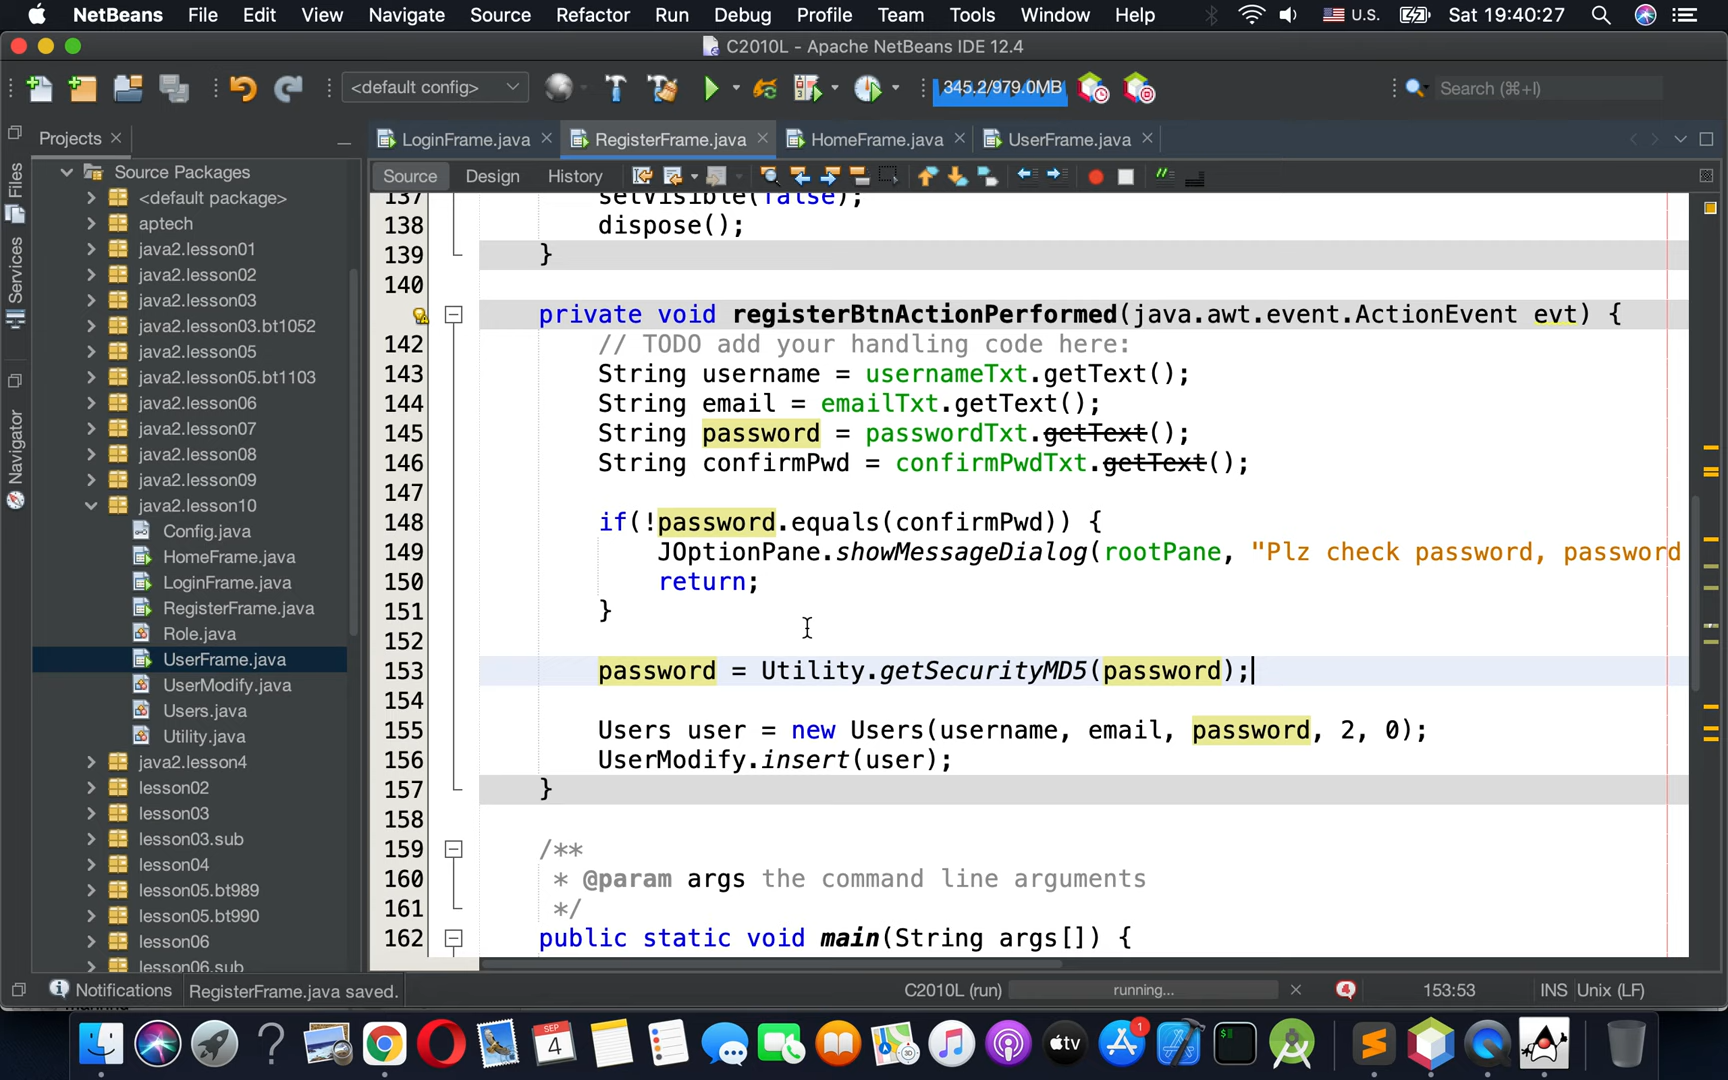 NetBeans File Edit View Navigate Source Refactor Run Debug Profile Team Tools Window Help U.S. Sat 19:40:27
C2010L - Apache NetBeans IDE 12.4
<default config> 345.2/979.0MB Search (⌘+I)
Projects LoginFrame.java RegisterFrame.java HomeFrame.java UserFrame.java
Source Design History
Files
Services
Navigator
Source Packages
<default package>
aptech
java2.lesson01
java2.lesson02
java2.lesson03
java2.lesson03.bt1052
java2.lesson05
java2.lesson05.bt1103
java2.lesson06
java2.lesson07
java2.lesson08
java2.lesson09
java2.lesson10
Config.java
HomeFrame.java
LoginFrame.java
RegisterFrame.java
Role.java
UserFrame.java
UserModify.java
Users.java
Utility.java
java2.lesson4
lesson02
lesson03
lesson03.sub
lesson04
lesson05.bt989
lesson05.bt990
lesson06
lesson06.sub
137 setVisible(false);
138 dispose();
139 }
140
private void registerBtnActionPerformed(java.awt.event.ActionEvent evt) {
142 // TODO add your handling code here:
143 String username = usernameTxt.getText();
144 String email = emailTxt.getText();
145 String password = passwordTxt.getText();
146 String confirmPwd = confirmPwdTxt.getText();
147
148 if(!password.equals(confirmPwd)) {
149 JOptionPane.showMessageDialog(rootPane, "Plz check password, password
150 return;
151 }
152
153 password = Utility.getSecurityMD5(password);
154
155 Users user = new Users(username, email, password, 2, 0);
156 UserModify.insert(user);
157 }
158
159 /**
160 * @param args the command line arguments
161 */
162 public static void main(String args[]) {
Notifications RegisterFrame.java saved. C2010L (run) running... 4 153:53 INS Unix (LF)
SEP
4
tv
1